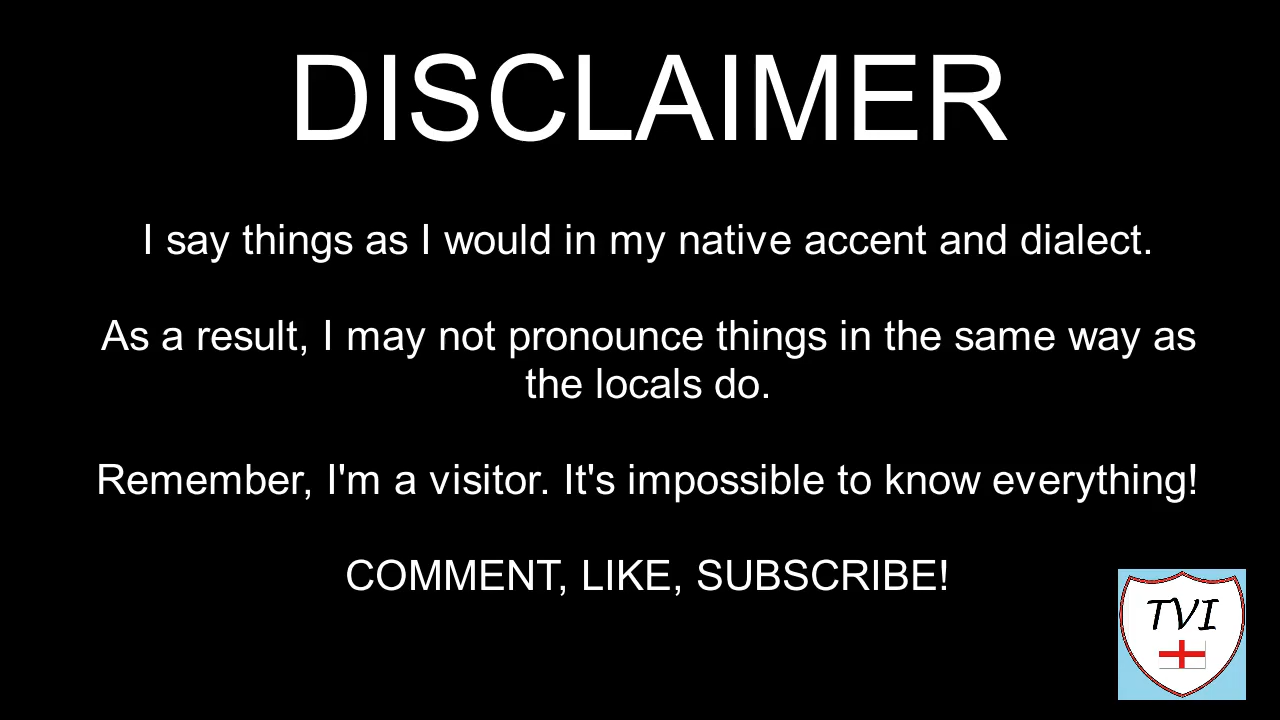 DISCLAIMER
I say things as I would in my native accent and dialect.
As a result, I may not pronounce things in the same way as
the locals do.
Remember, I'm a visitor. It's impossible to know everything!
COMMENT, LIKE, SUBSCRIBE!
TVI